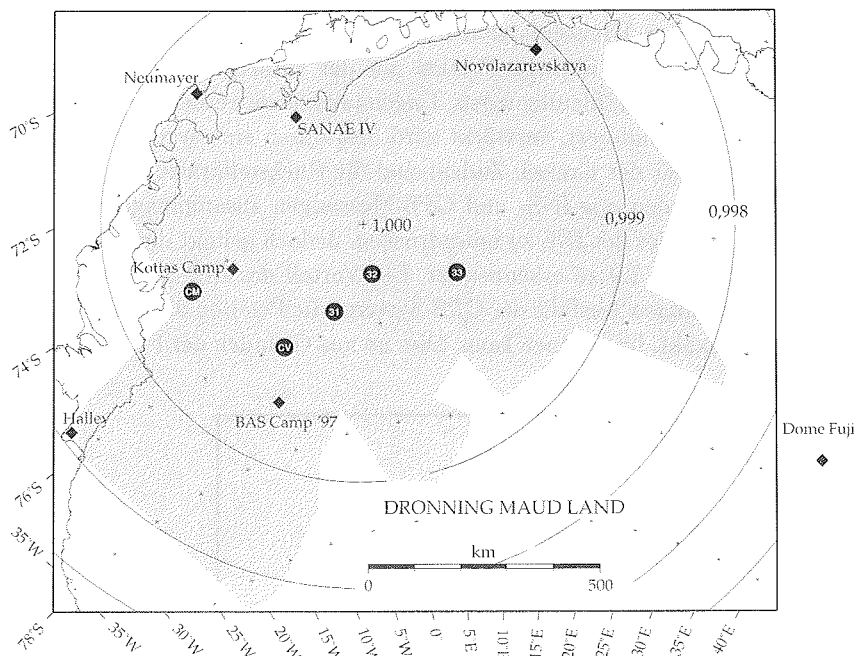 Neumayer
Novolazarevskaya
70°S
SANAE IV
72°S
+ 1,000
0,999
0,998
Kottas Camp
CM
32
33
31
74°S
CV
Halley
BAS Camp '97
Dome Fuji
76°S
DRONNING MAUD LAND
35°W
km
0
500
78°S
35°W
30°W
25°W
20°W
15°W
10°W
5°W
0°
5°E
10°E
15°E
20°E
25°E
30°E
35°E
40°E